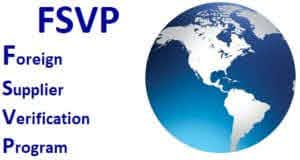 FSVP
Foreign
Supplier
Verification
Program